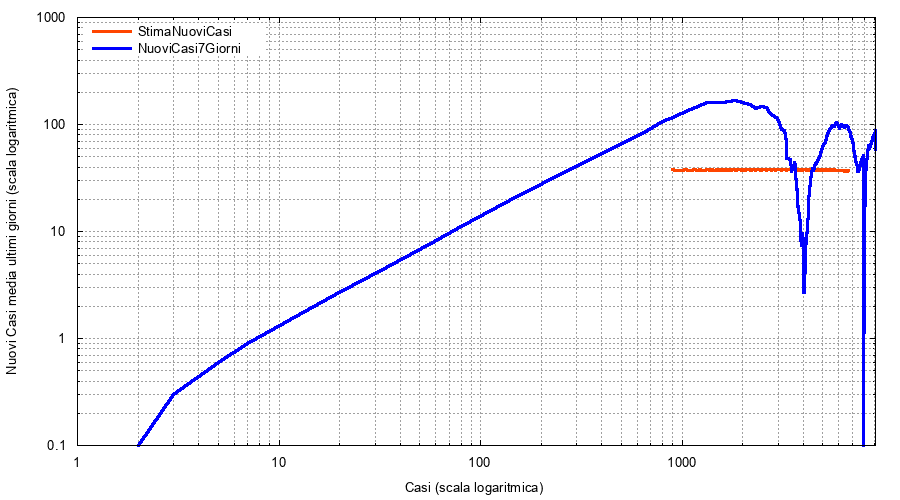 1000
StimaNuoviCasi
NuoviCasi7Giorni
100
10
1
0.1
Nuovi Casi media ultimi giorni (scala logaritmica)
1 10 100 1000
Casi (scala logaritmica)